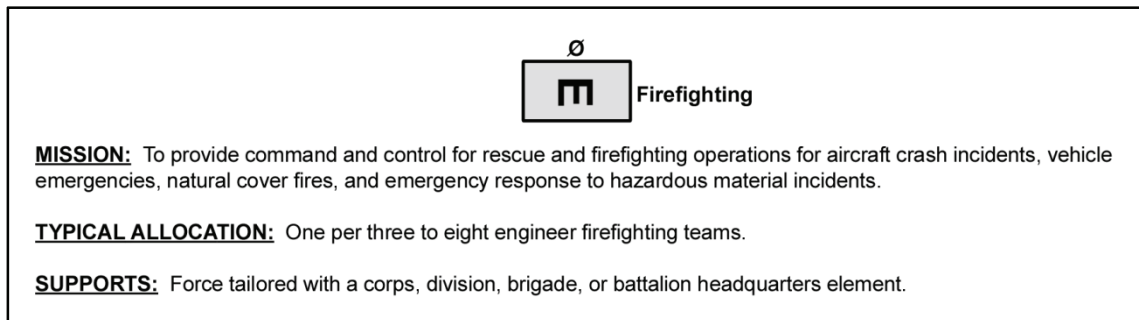 Ø
E Firefighting
MISSION: To provide command and control for rescue and firefighting operations for aircraft crash incidents, vehicle
emergencies, natural cover fires, and emergency response to hazardous material incidents.
TYPICAL ALLOCATION: One per three to eight engineer firefighting teams.
SUPPORTS: Force tailored with a corps, division, brigade, or battalion headquarters element.